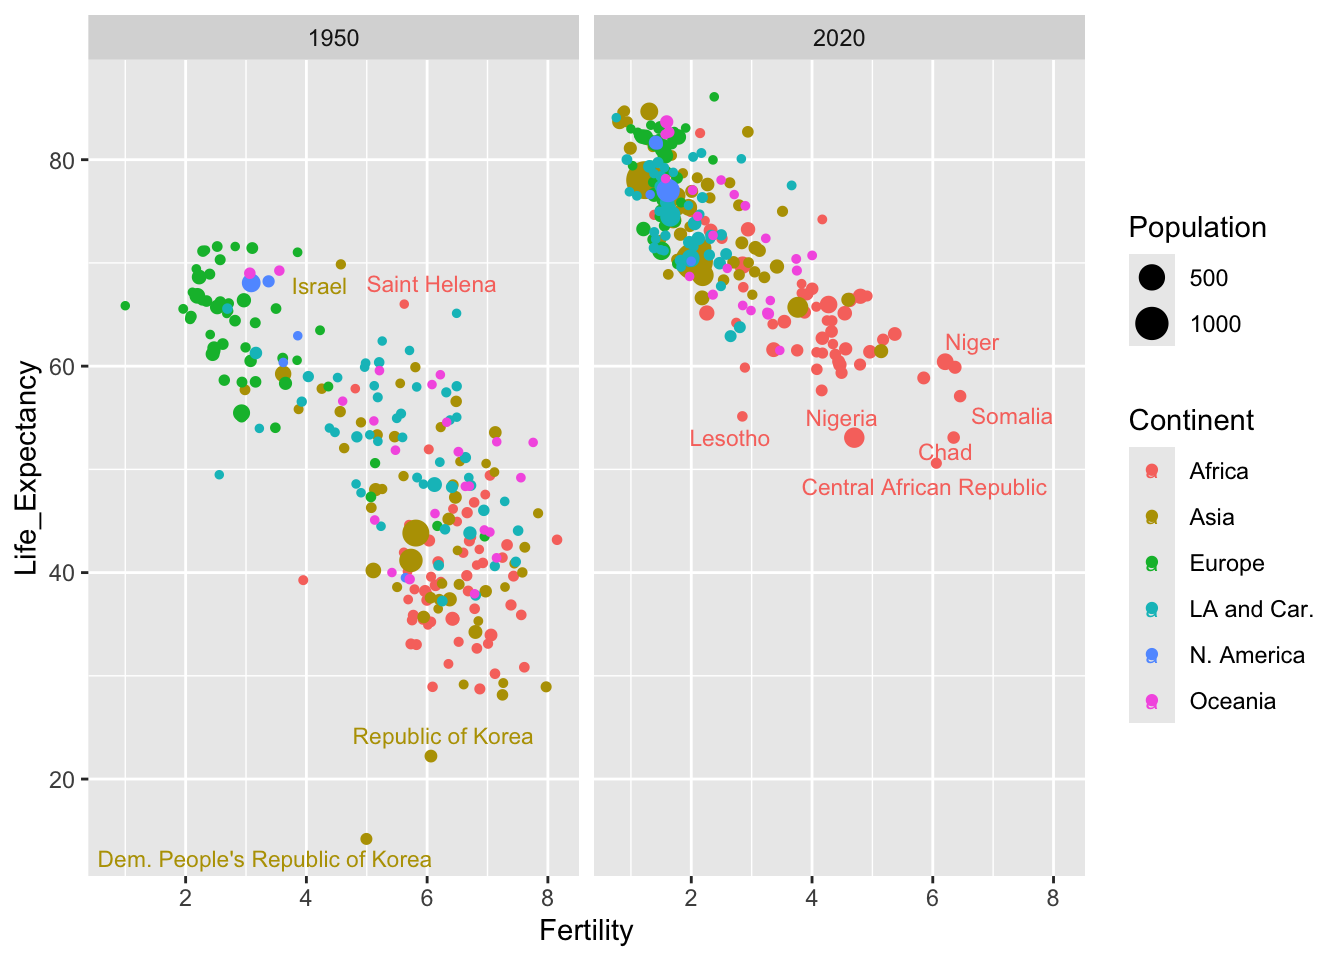 1950
2020
Life_Expectancy
80
60
40
20
Israel
Saint Helena
Republic of Korea
Dem. People's Republic of Korea
Niger
Somalia
Nigeria
Lesotho
Chad
Central African Republic
2 4 6 8
2 4 6 8
Fertility
Population
500
1000
Continent
a Africa
a Asia
a Europe
a LA and Car.
a N. America
a Oceania